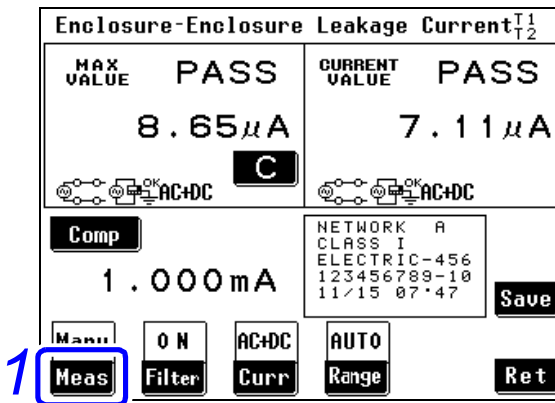 Enclosure-Enclosure Leakage Current T1 T2
MAX VALUE PASS
8.65μA
C
OK AC+DC
CURRENT VALUE PASS
7.11μA
OK AC+DC
Comp
1.000mA
NETWORK A
CLASS I
ELECTRIC-456
123456789-10
11/15 07:47
Save
Manu ON AC+DC AUTO
1 Meas Filter Curr Range Ret